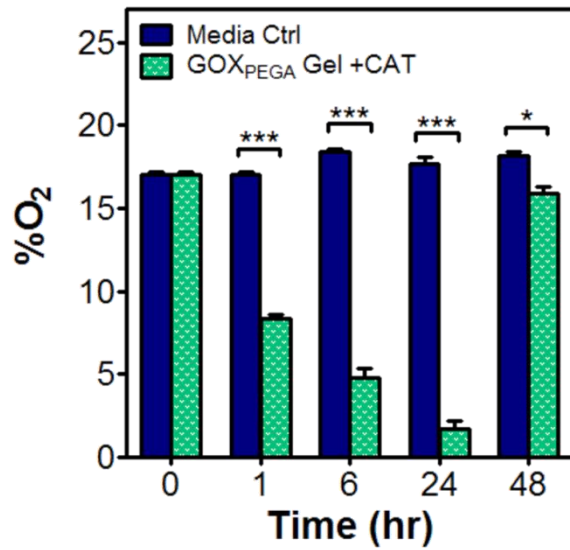 Media Ctrl
GOXPEGA Gel +CAT
25
20
15
10
5
0
%O2
***
***
***
*
0 1 6 24 48
Time (hr)